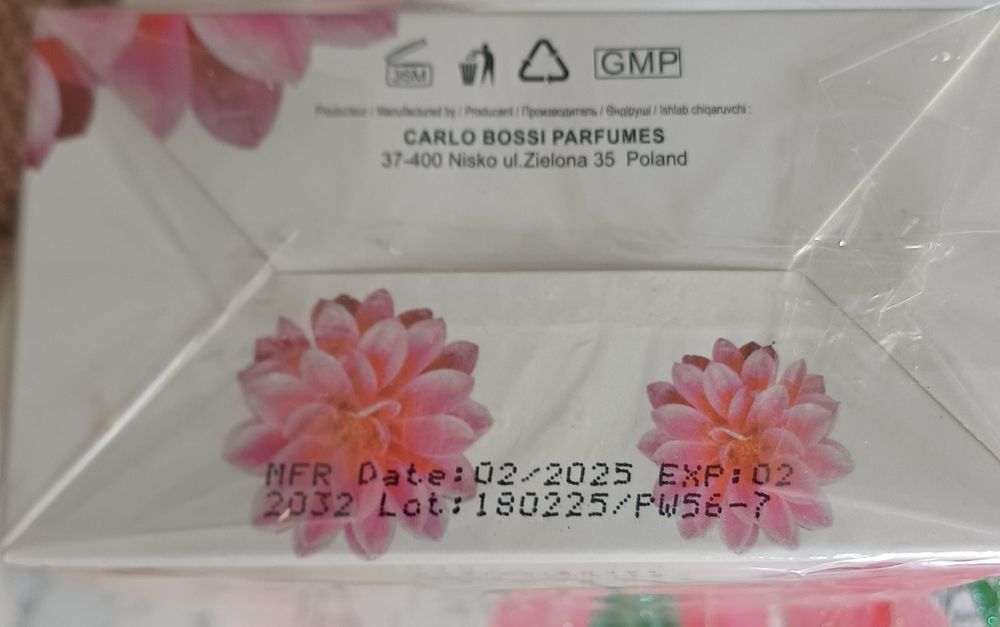 36M
GMP
Producteur / Manufactured by / Producent / Производитель / Өндіруші / Ishlab chiqaruvchi :
CARLO BOSSI PARFUMES
37-400 Nisko ul.Zielona 35 Poland
MFR Date:02/2025 EXP:02
2032 Lot:180225/PW56-7